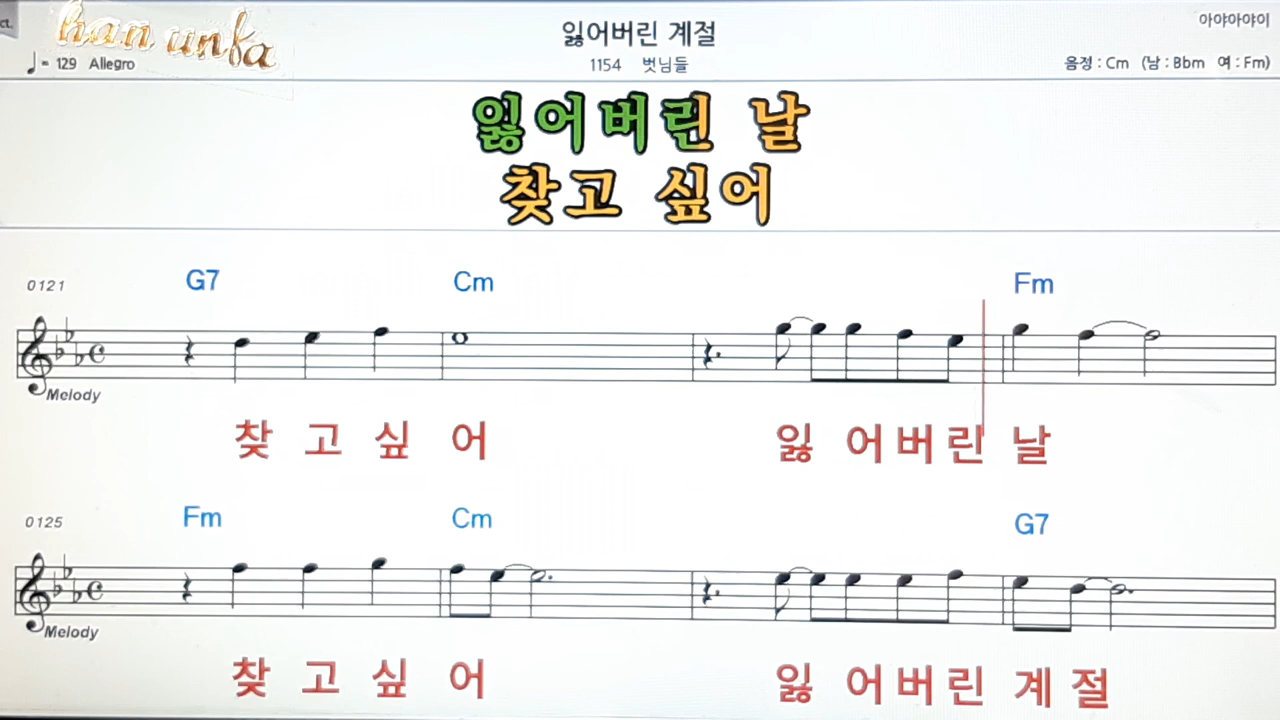 ct.
han unfa
잃어버린 계절
아야아야이
♩= 129 Allegro
1154 벗님들
음정 : Cm (남 : Bbm 여 : Fm)
잃어버린 날
찾고 싶어
0121
G7 Cm Fm
Melody
찾 고 싶 어 잃 어버린 날
0125
Fm Cm G7
Melody
찾 고 싶 어 잃 어버린 계 절